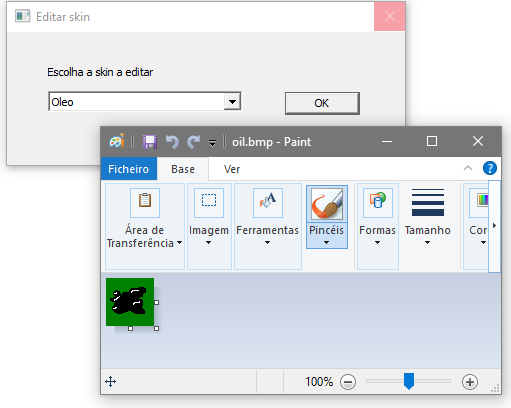 Editar skin
Escolha a skin a editar
Oleo
OK
oil.bmp - Paint
Ficheiro Base Ver
Área de Transferência
Imagem
Ferramentas
Pincéis
Formas
Tamanho
Cor
100%